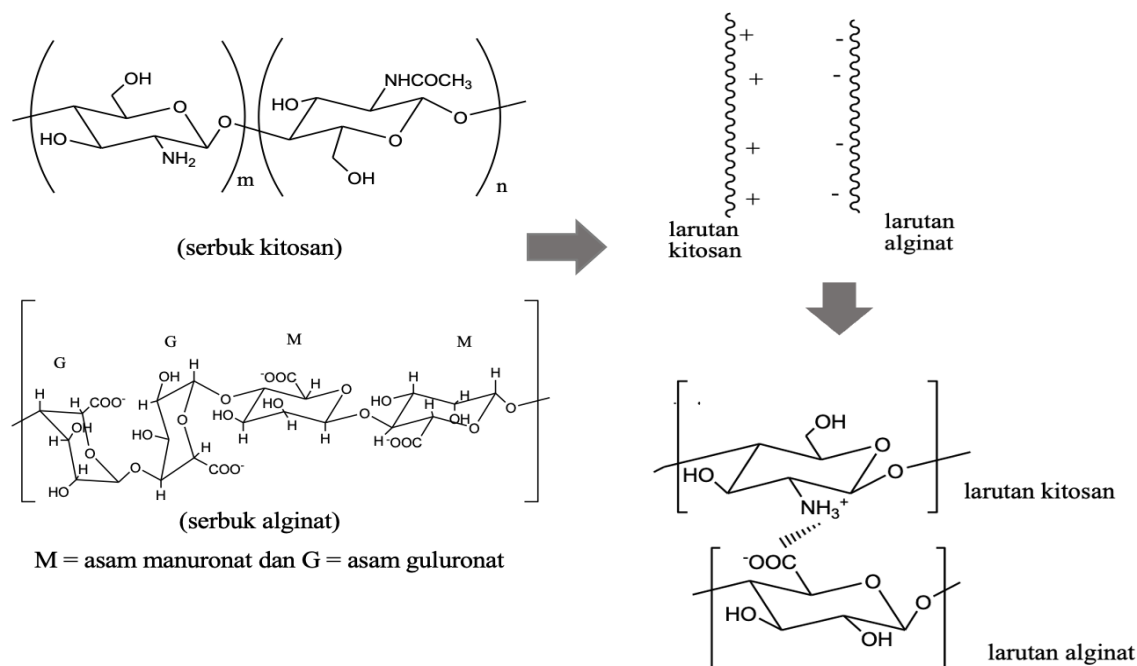 OH
O
HO
NH₂
O
m
NHCOCH₃
HO
O
O
OH
n
(serbuk kitosan)
+
+
+
+
-
-
-
-
larutan
kitosan
larutan
alginat
G
G
M
M
H
H
COO⁻
OH
H
O
HO
H
H
O
OH
H
H
HO
O
H
COO⁻
H
O
⁻OOC
H
O
HO
HO
H
H
O
H
H
HO
H
OH
H
⁻OOC
O
H
O
(serbuk alginat)
M = asam manuronat dan G = asam guluronat
OH
O
HO
NH₃⁺
O
larutan kitosan
⁻OOC
O
HO
OH
O
larutan alginat